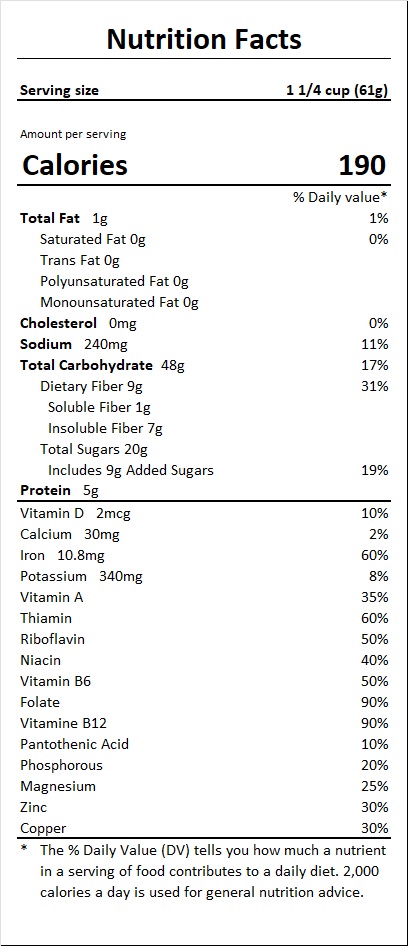 Nutrition Facts
Serving size 1 1/4 cup (61g)
Amount per serving
Calories 190
% Daily value*
Total Fat 1g 1%
Saturated Fat 0g 0%
Trans Fat 0g
Polyunsaturated Fat 0g
Monounsaturated Fat 0g
Cholesterol 0mg 0%
Sodium 240mg 11%
Total Carbohydrate 48g 17%
Dietary Fiber 9g 31%
Soluble Fiber 1g
Insoluble Fiber 7g
Total Sugars 20g
Includes 9g Added Sugars 19%
Protein 5g
Vitamin D 2mcg 10%
Calcium 30mg 2%
Iron 10.8mg 60%
Potassium 340mg 8%
Vitamin A 35%
Thiamin 60%
Riboflavin 50%
Niacin 40%
Vitamin B6 50%
Folate 90%
Vitamine B12 90%
Pantothenic Acid 10%
Phosphorous 20%
Magnesium 25%
Zinc 30%
Copper 30%
* The % Daily Value (DV) tells you how much a nutrient
in a serving of food contributes to a daily diet. 2,000
calories a day is used for general nutrition advice.